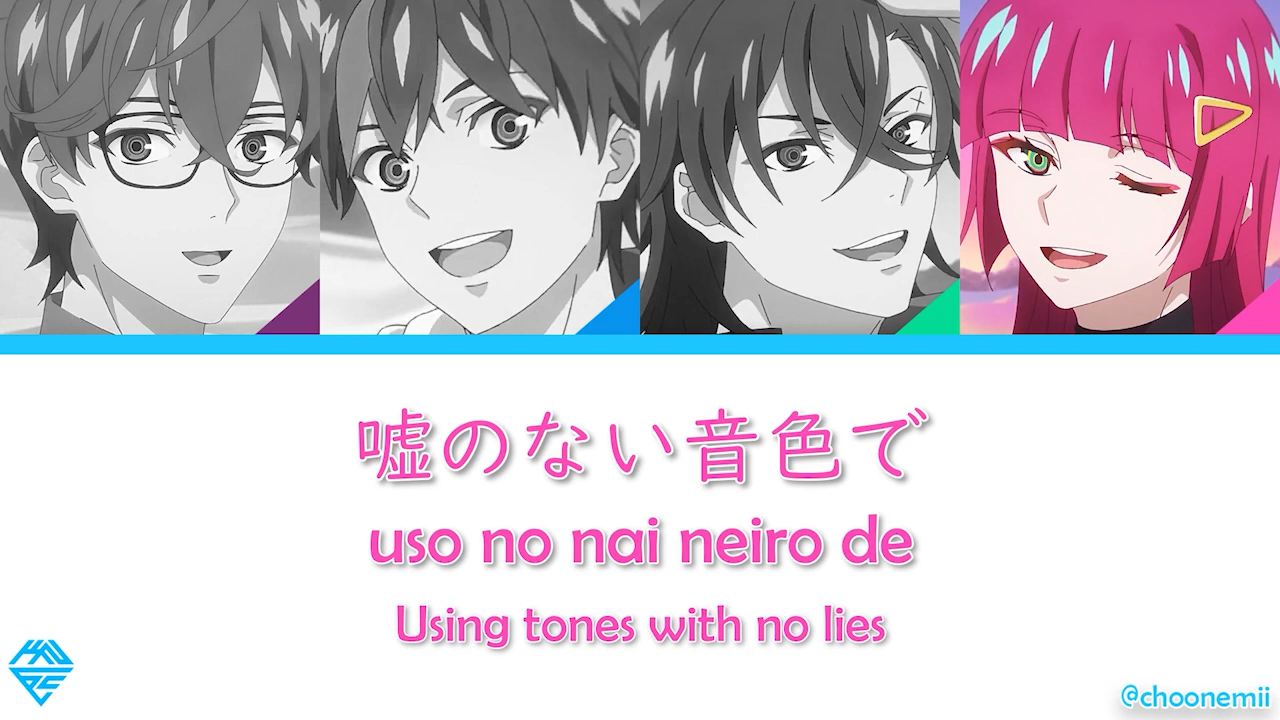 嘘のない音色で
uso no nai neiro de
Using tones with no lies
@choonemii